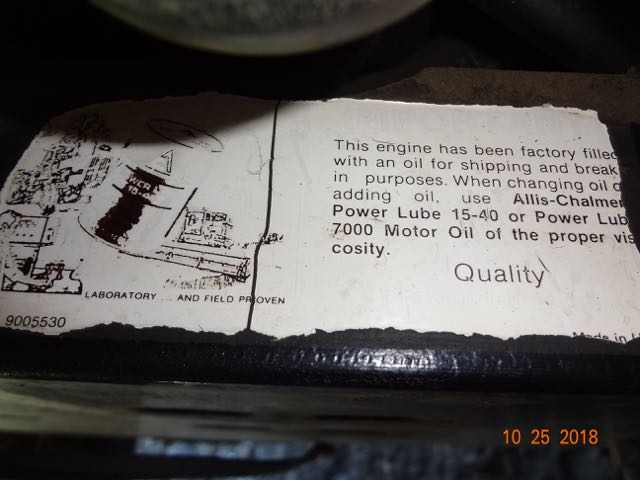 This engine has been factory filled
with an oil for shipping and break
in purposes. When changing oil o
adding oil, use Allis-Chalmer
Power Lube 15-40 or Power Lub
7000 Motor Oil of the proper vis
cosity.
Quality
LABORATORY ... AND FIELD PROVEN
9005530
Made in
10 25 2018